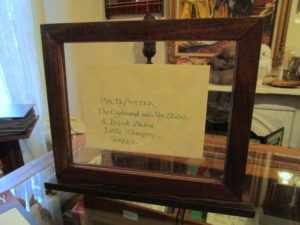 Mr H Potter,
The Cupboard under the Stairs,
4, Privet Drive,
Little Whinging,
Surrey.